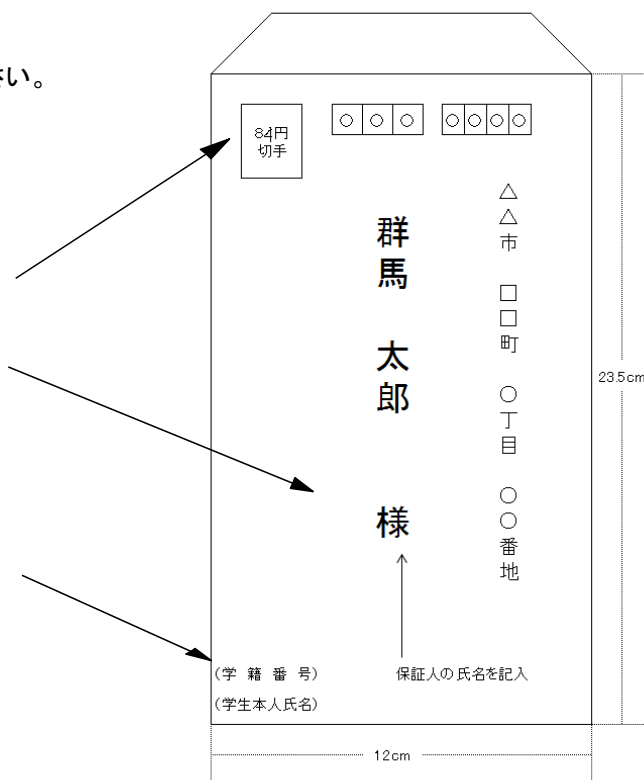 さい。
84円
切手
○○○ ○○○○
△△市 □□町 ○丁目 ○○番地
群馬 太郎 様
23.5cm
(学 籍 番 号)
保証人の氏名を記入
(学生本人氏名)
12cm